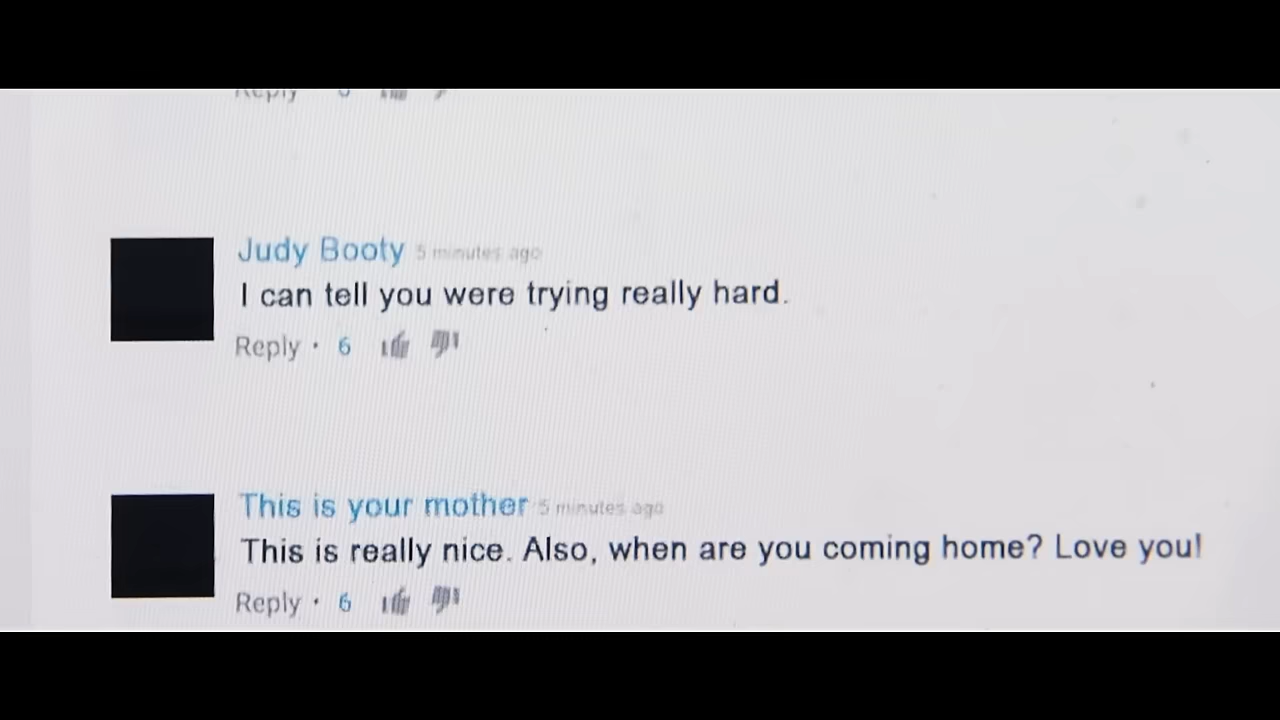 Reply
Judy Booty 5 minutes ago
I can tell you were trying really hard.
Reply · 6
This is your mother 5 minutes ago
This is really nice. Also, when are you coming home? Love you!
Reply · 6